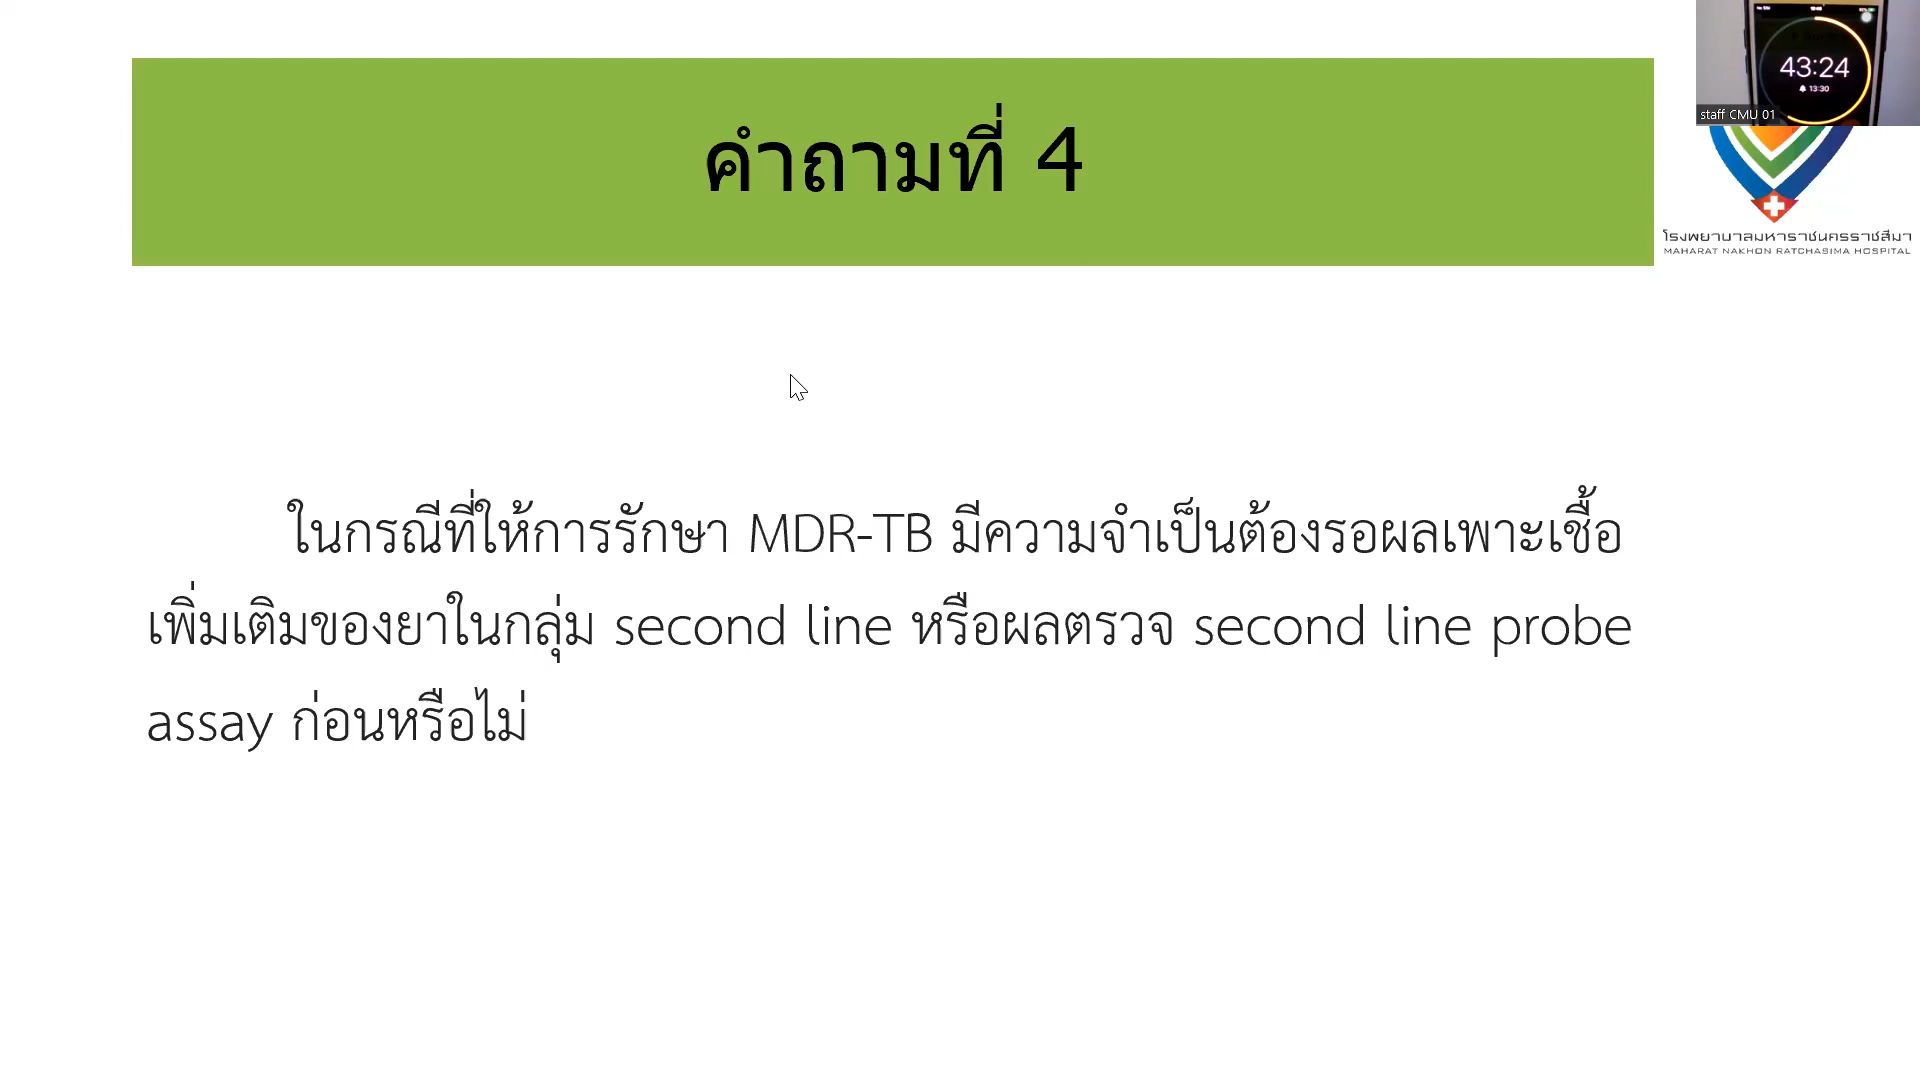 คำถามที่ 4
43:24
13:30
staff CMU 01
โรงพยาบาลมหาราชนครราชสีมา
MAHARAT NAKHON RATCHASIMA HOSPITAL
ในกรณีที่ให้การรักษา MDR-TB มีความจำเป็นต้องรอผลเพาะเชื้อ
เพิ่มเติมของยาในกลุ่ม second line หรือผลตรวจ second line probe
assay ก่อนหรือไม่